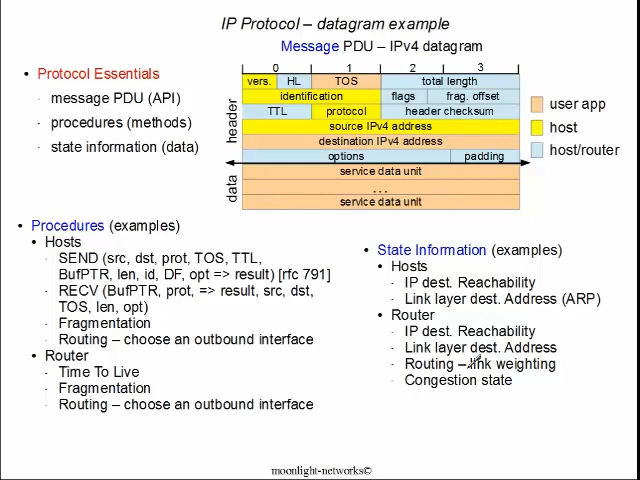 IP Protocol – datagram example
Message PDU – IPv4 datagram
Protocol Essentials
message PDU (API)
procedures (methods)
state information (data)
0 1 2 3
vers. HL TOS total length
identification flags frag. offset
TTL protocol header checksum
source IPv4 address
destination IPv4 address
options padding
service data unit
...
service data unit
header
data
user app
host
host/router
Procedures (examples)
Hosts
SEND (src, dst, prot, TOS, TTL,
BufPTR, len, id, DF, opt => result) [rfc 791]
RECV (BufPTR, prot, => result, src, dst,
TOS, len, opt)
Fragmentation
Routing – choose an outbound interface
Router
Time To Live
Fragmentation
Routing – choose an outbound interface
State Information (examples)
Hosts
IP dest. Reachability
Link layer dest. Address (ARP)
Router
IP dest. Reachability
Link layer dest. Address
Routing – link weighting
Congestion state
moonlight-networks©